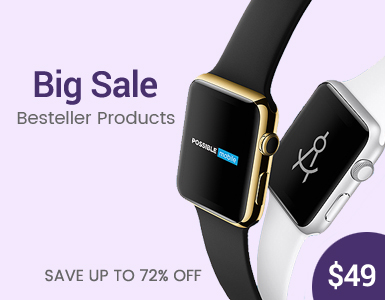 Big Sale
Besteller Products
POSSIBLE mobile
SAVE UP TO 72% OFF
$49